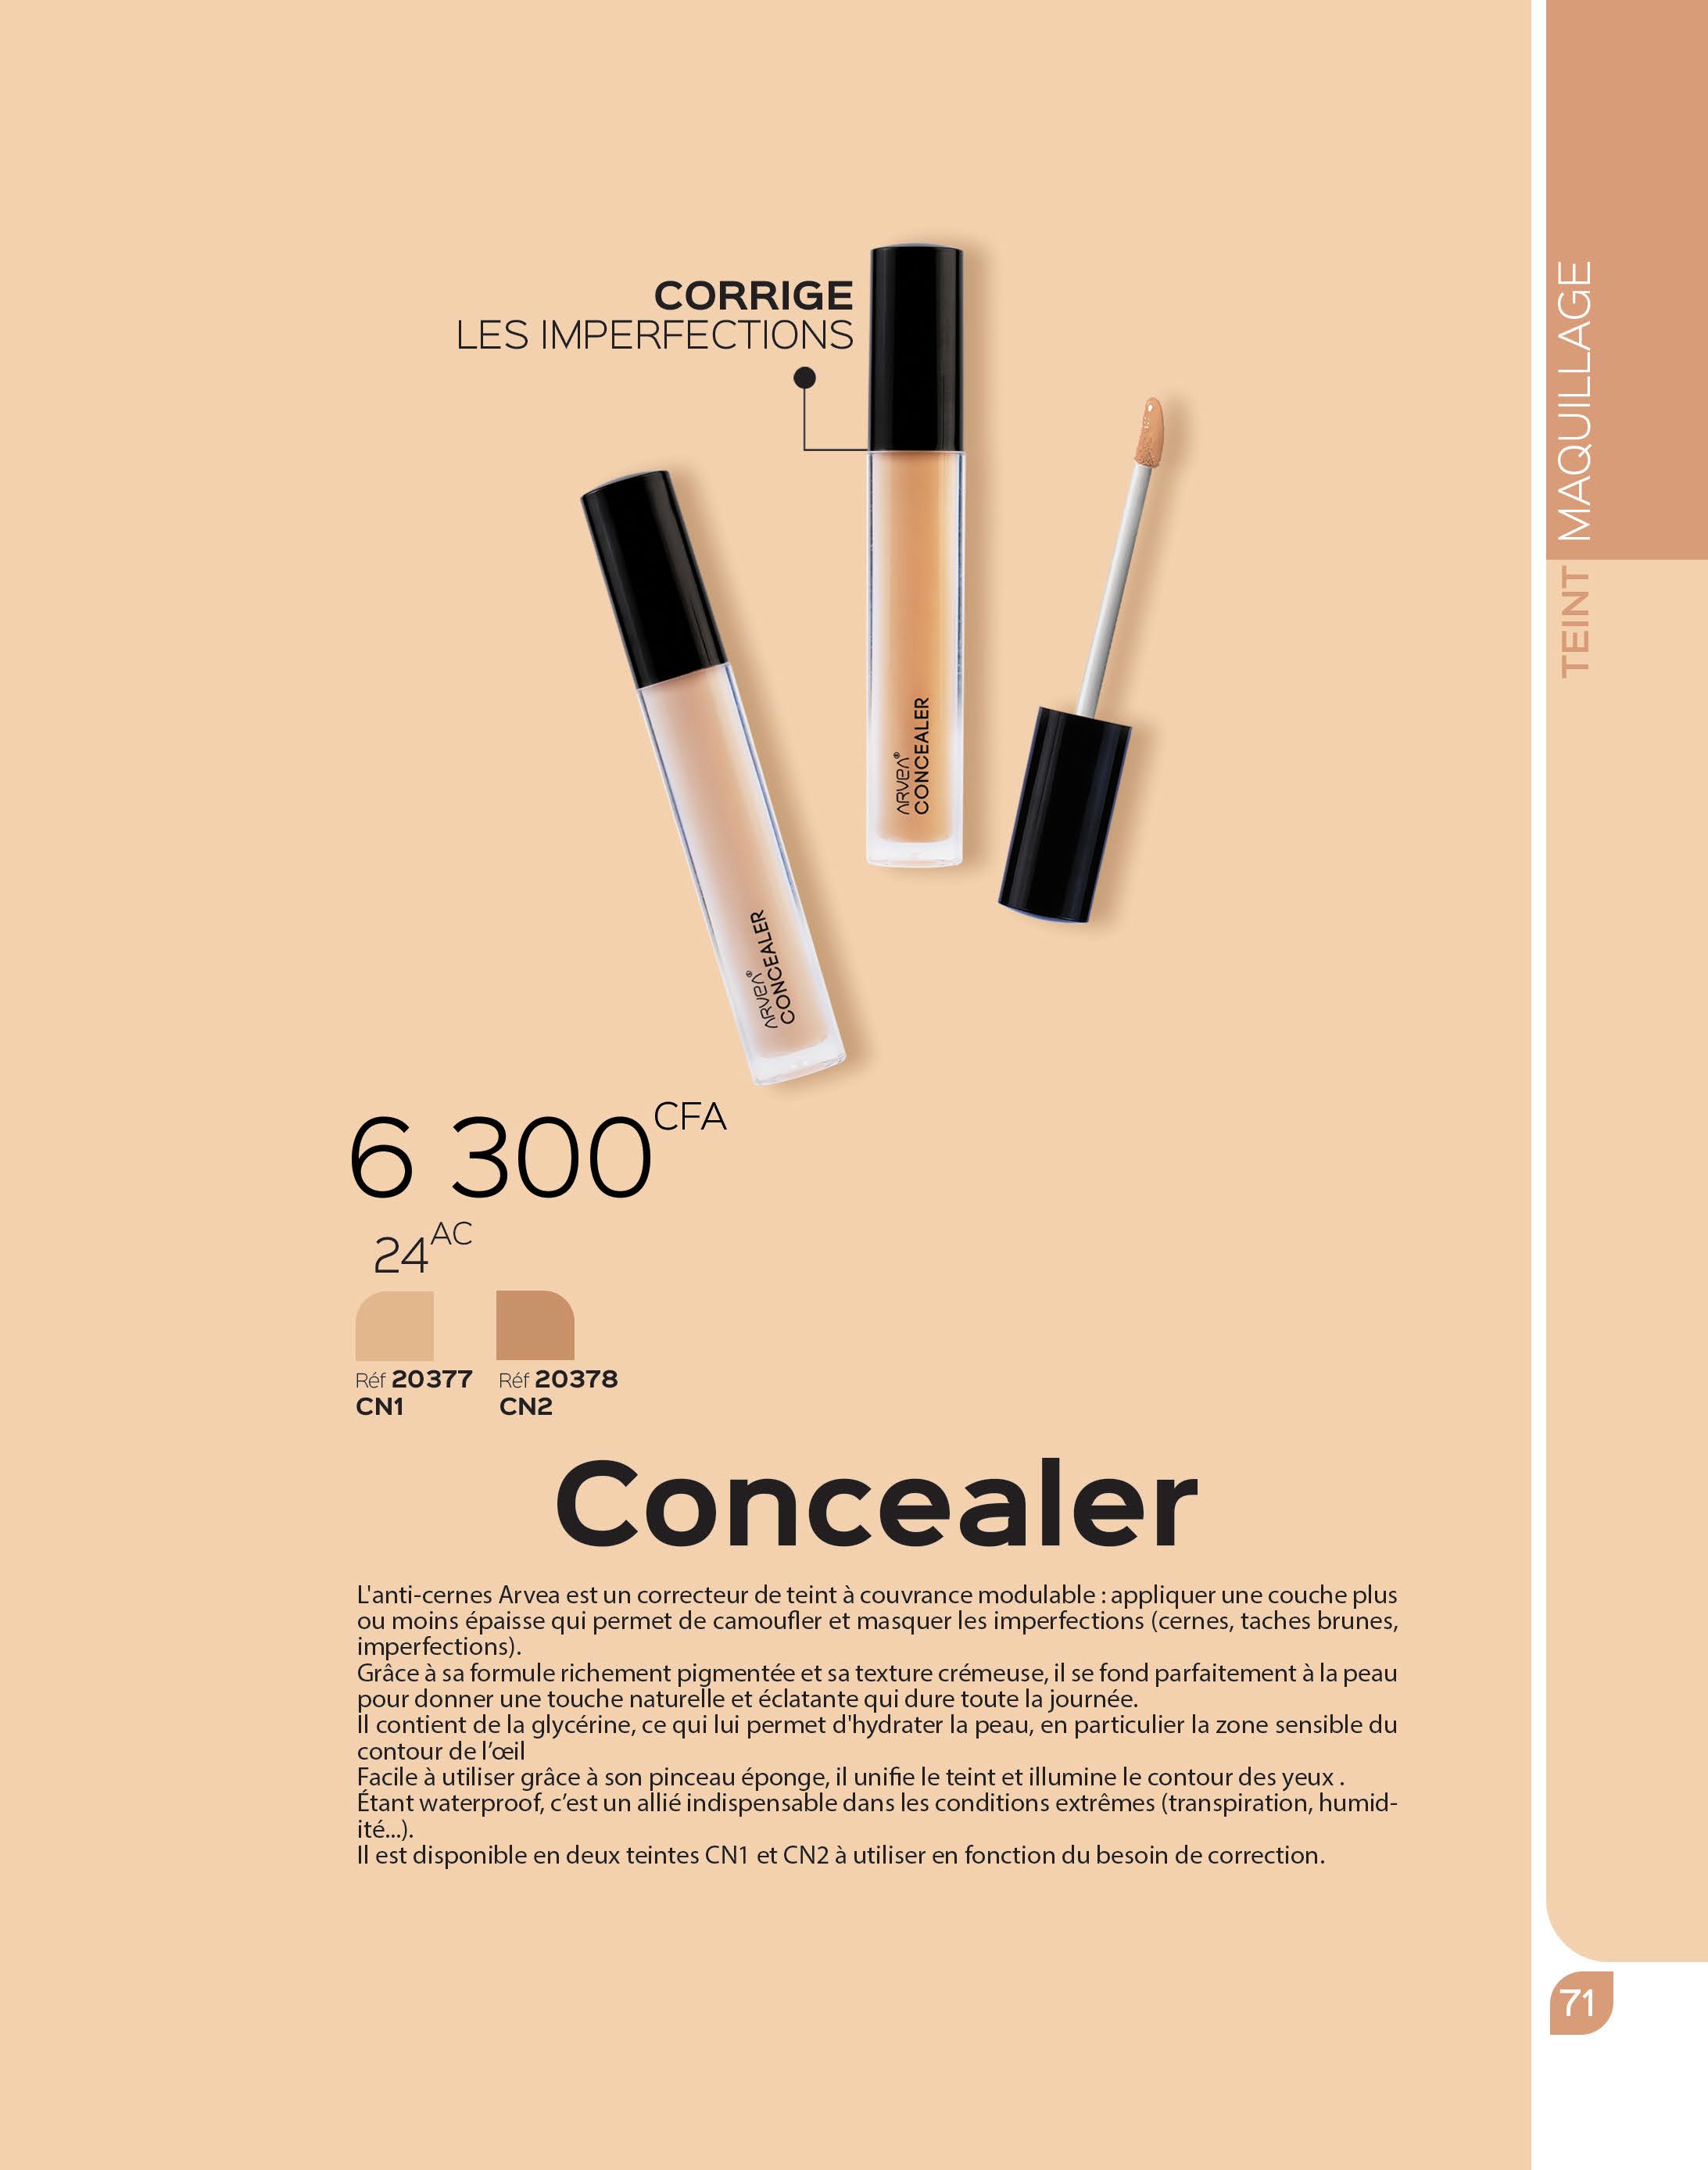 CORRIGE
LES IMPERFECTIONS
MAQUILLAGE
TEINT
ARVEA®
CONCEALER
ARVEA®
CONCEALER
6 300 CFA
24 AC
Réf 20377
CN1
Réf 20378
CN2
Concealer
L'anti-cernes Arvea est un correcteur de teint à couvrance modulable : appliquer une couche plus
ou moins épaisse qui permet de camoufler et masquer les imperfections (cernes, taches brunes,
imperfections).
Grâce à sa formule richement pigmentée et sa texture crémeuse, il se fond parfaitement à la peau
pour donner une touche naturelle et éclatante qui dure toute la journée.
Il contient de la glycérine, ce qui lui permet d'hydrater la peau, en particulier la zone sensible du
contour de l’œil
Facile à utiliser grâce à son pinceau éponge, il unifie le teint et illumine le contour des yeux .
Étant waterproof, c’est un allié indispensable dans les conditions extrêmes (transpiration, humid-
ité...).
Il est disponible en deux teintes CN1 et CN2 à utiliser en fonction du besoin de correction.
71